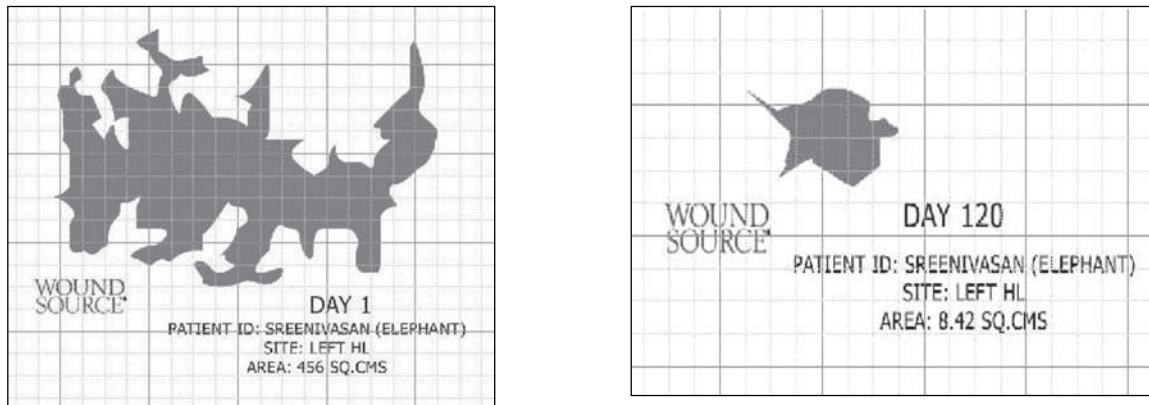 WOUND
SOURCE
DAY 1
PATIENT ID: SREENIVASAN (ELEPHANT)
SITE: LEFT HL
AREA: 456 SQ.CMS
WOUND
SOURCE
DAY 120
PATIENT ID: SREENIVASAN (ELEPHANT)
SITE: LEFT HL
AREA: 8.42 SQ.CMS